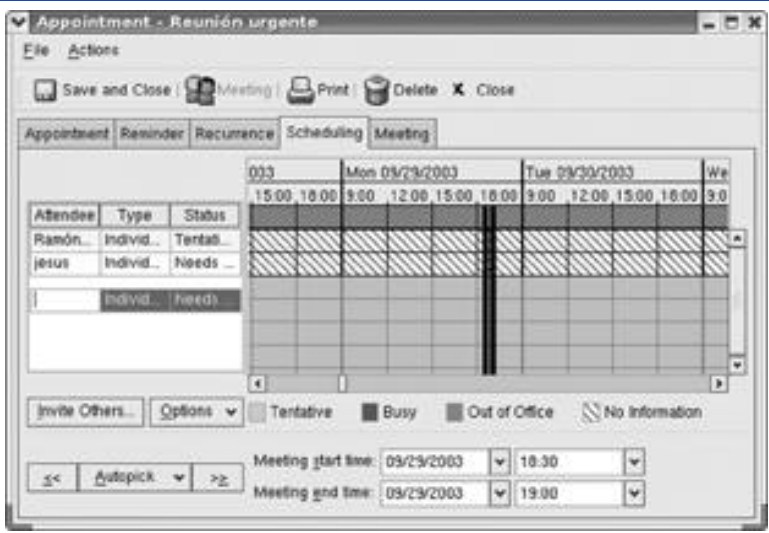 Appointment - Reunión urgente
File Actions
Save and Close Meeting Print Delete X Close
Appointment Reminder Recurrence Scheduling Meeting
003 Mon 09/29/2003 Tue 09/30/2003 We
15:00 18:00 9:00 12:00 15:00 18:00 9:00 12:00 15:00 18:00 9:0
Attendee Type Status
Ramón... Individ... Tentati...
jesus Individ... Needs ...
Individ... Needs ...
Invite Others... Options Tentative Busy Out of Office No Information
<< Autopick >>
Meeting start time: 09/29/2003 18:30
Meeting end time: 09/29/2003 19:00